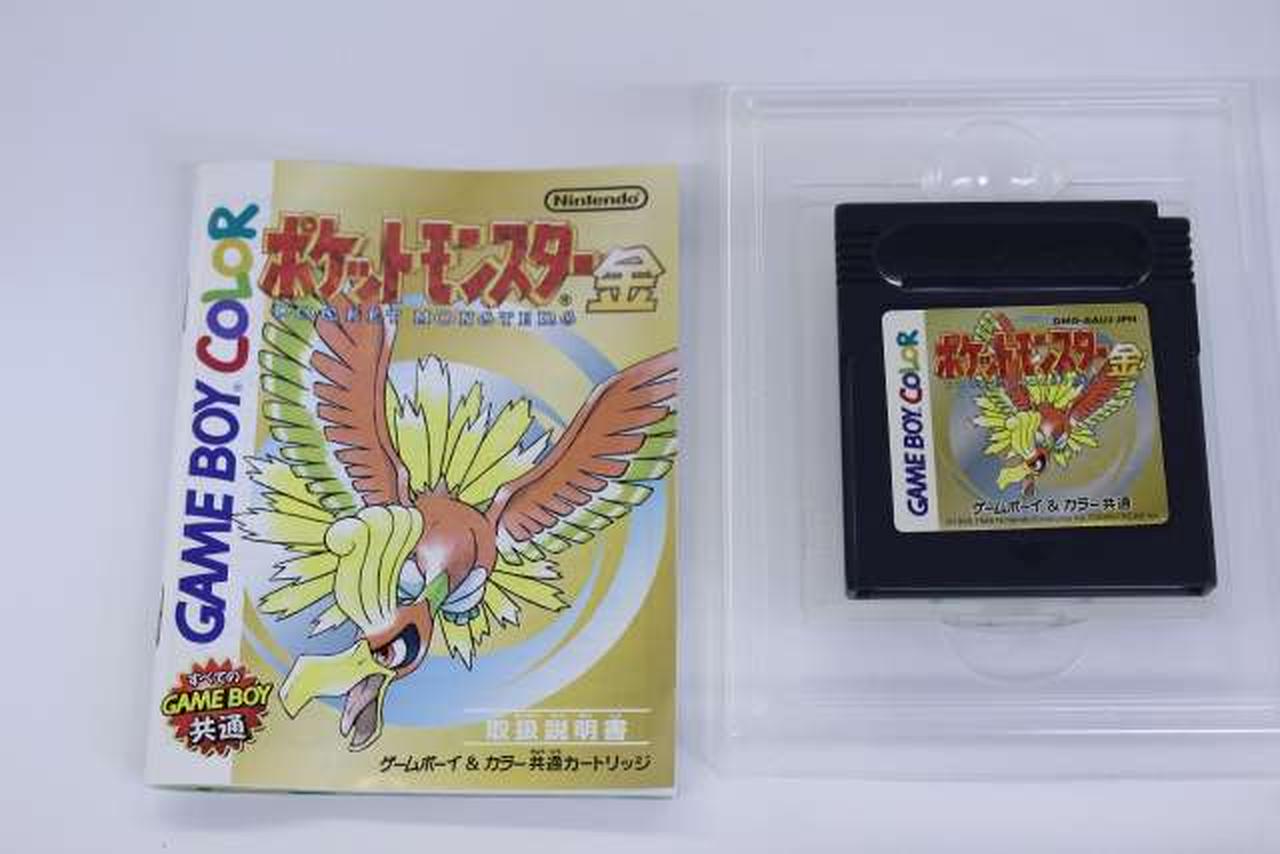 Nintendo
ポケットモンスター金
POCKET MONSTERS
GAME BOY COLOR
すべての
GAME BOY
共通
取扱説明書
ゲームボーイ & カラー共通カートリッジ
DMG-AAUJ-JPN
ポケットモンスター金
GAME BOY COLOR
ゲームボーイ & カラー共通